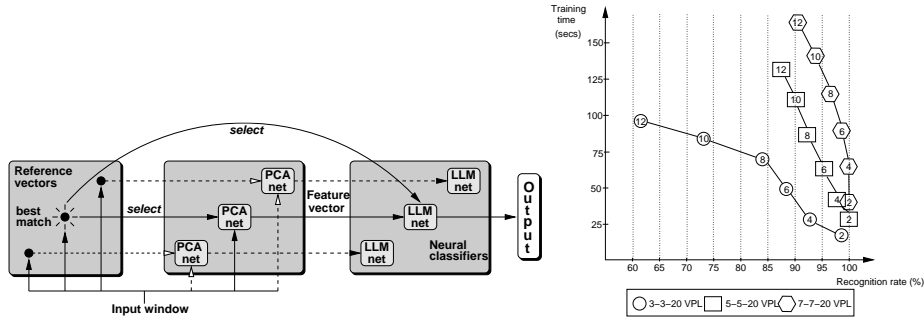 select
Reference
vectors
best
match
select
PCA
net
PCA
net
PCA
net
Feature
vector
LLM
net
LLM
net
LLM
net
Neural
classifiers
Output
Input window
Training
time
(secs)
150
125
100
75
50
25
12
10
8
6
4
2
12
10
8
6
4
2
12
14
8
6
4
2
60 65 70 75 80 85 90 95 100
Recognition rate (%)
3–3–20 VPL 5–5–20 VPL 7–7–20 VPL